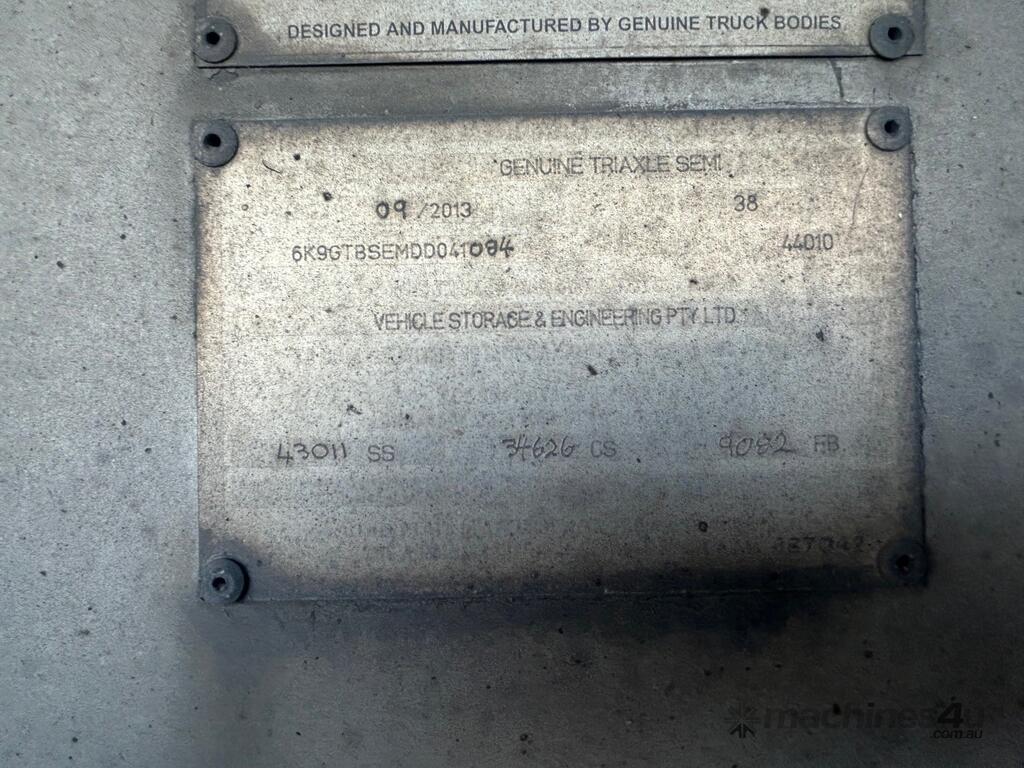 DESIGNED AND MANUFACTURED BY GENUINE TRUCK BODIES
GENUINE TRIAXLE SEMI
09/2013 38
6K9GTBSEMDD041084 44010
VEHICLE STORAGE & ENGINEERING PTY LTD
43011 SS 34626 CS 9082 FB
machines4u
.com.au